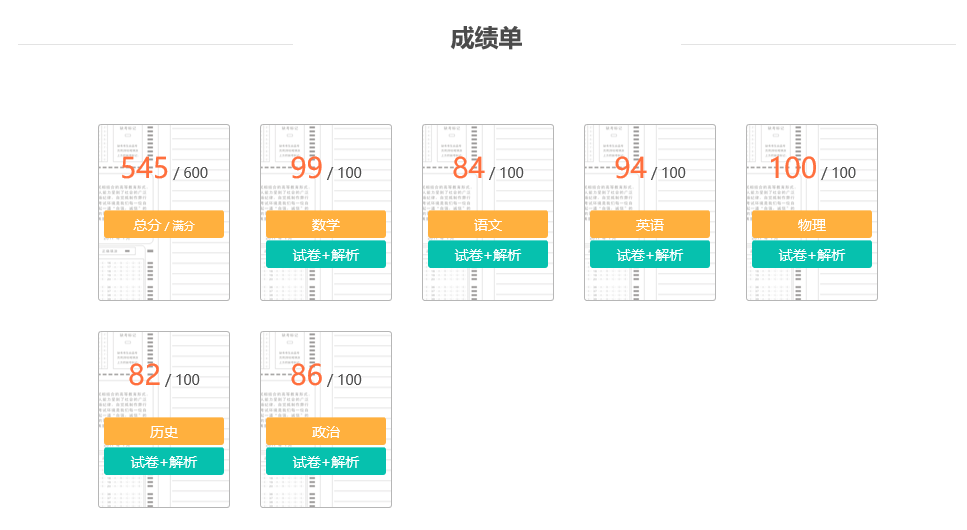 成绩单
545 / 600
总分 / 满分
99 / 100
数学
试卷+解析
84 / 100
语文
试卷+解析
94 / 100
英语
试卷+解析
100 / 100
物理
试卷+解析
82 / 100
历史
试卷+解析
86 / 100
政治
试卷+解析